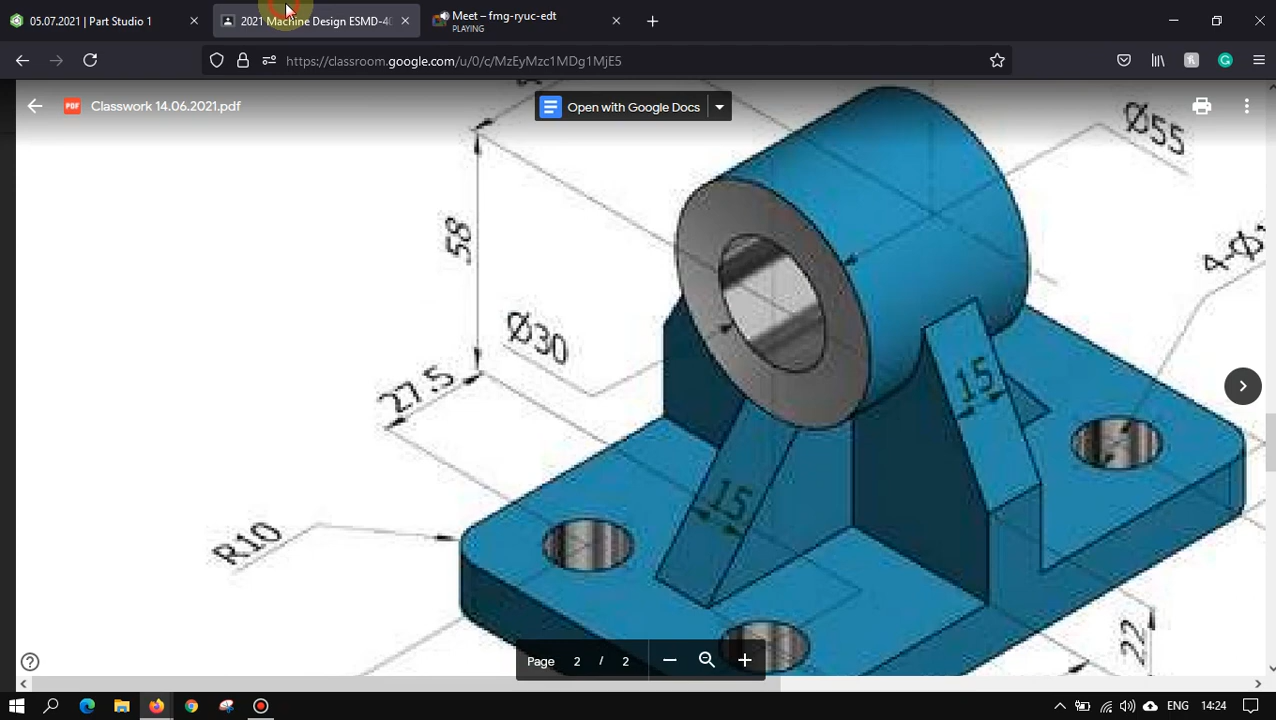 05.07.2021 | Part Studio 1
2021 Machine Design ESMD-40
Meet – fmg-ryuc-edt
PLAYING
https://classroom.google.com/u/0/c/MzEyMzc1MDg1MjE5
PDF
Classwork 14.06.2021.pdf
Open with Google Docs
Ø55
58
4-Ø
Ø30
27.5
15
15
R10
22
Page 2 / 2
ENG
14:24